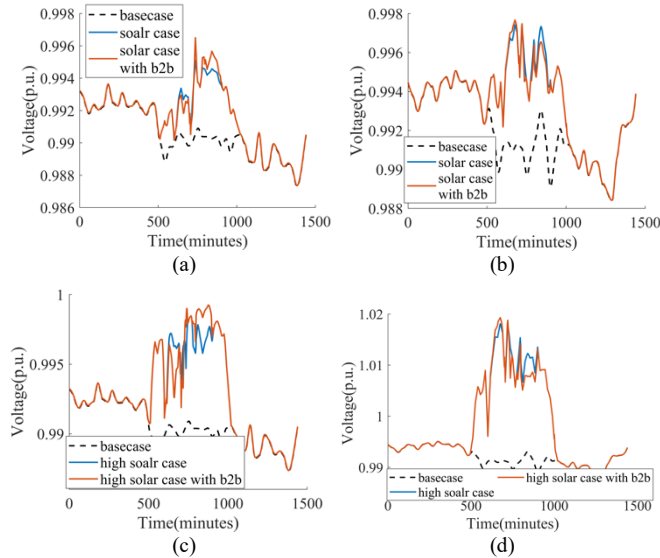 0.998
0.996
0.994
0.992
0.99
0.988
0.986
Voltage(p.u.)
basecase
soalr case
solar case
with b2b
0
500
1000
1500
Time(minutes)
(a)
0.998
0.996
0.994
0.991
0.99
0.988
Voltage(p.u.)
basecase
solar case
solar case
with b2b
0
500
1000
1500
Time(minutes)
(b)
1
0.995
0.99
Voltage(p.u.)
basecase
high soalr case
high solar case with b2b
0
500
1000
1500
Time(minutes)
(c)
1.02
1.01
1
0.99
Voltage(p.u.)
basecase
high soalr case
high solar case with b2b
0
500
1000
1500
Time(minutes)
(d)